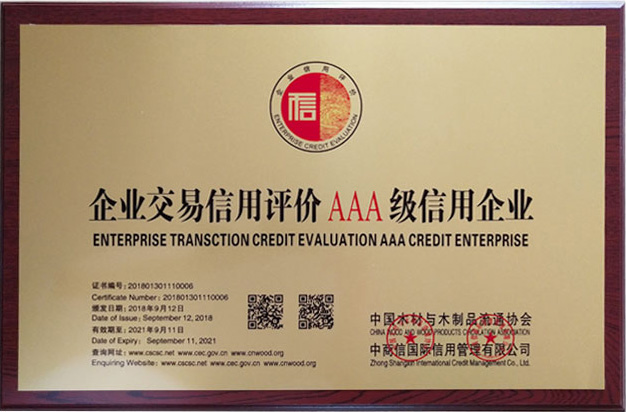 企业信用评价
信
ENTERPRISE CREDIT EVALUATION
企业交易信用评价 AAA 级信用企业
ENTERPRISE TRANSCTION CREDIT EVALUATION AAA CREDIT ENTERPRISE
证书编号: 201801301110006
Certificate Number : 201801301110006
颁发日期: 2018年9月12日
Date of Issue: September 12, 2018
有效期至: 2021年9月11日
Date of Expiry: September 11, 2021
查询网址: www.cscsc.net www.cec.gov.cn www.cnwood.org
Enquiring Website: www.cscsc.net www.cec.gov.cn www.cnwood.org
中国木材与木制品流通协会
CHINA WOOD AND WOOD PRODUCTS CIRCULATION ASSOCIATION
中商信国际信用管理有限公司
Zhong Shangxin International Credit Management Co., Ltd.